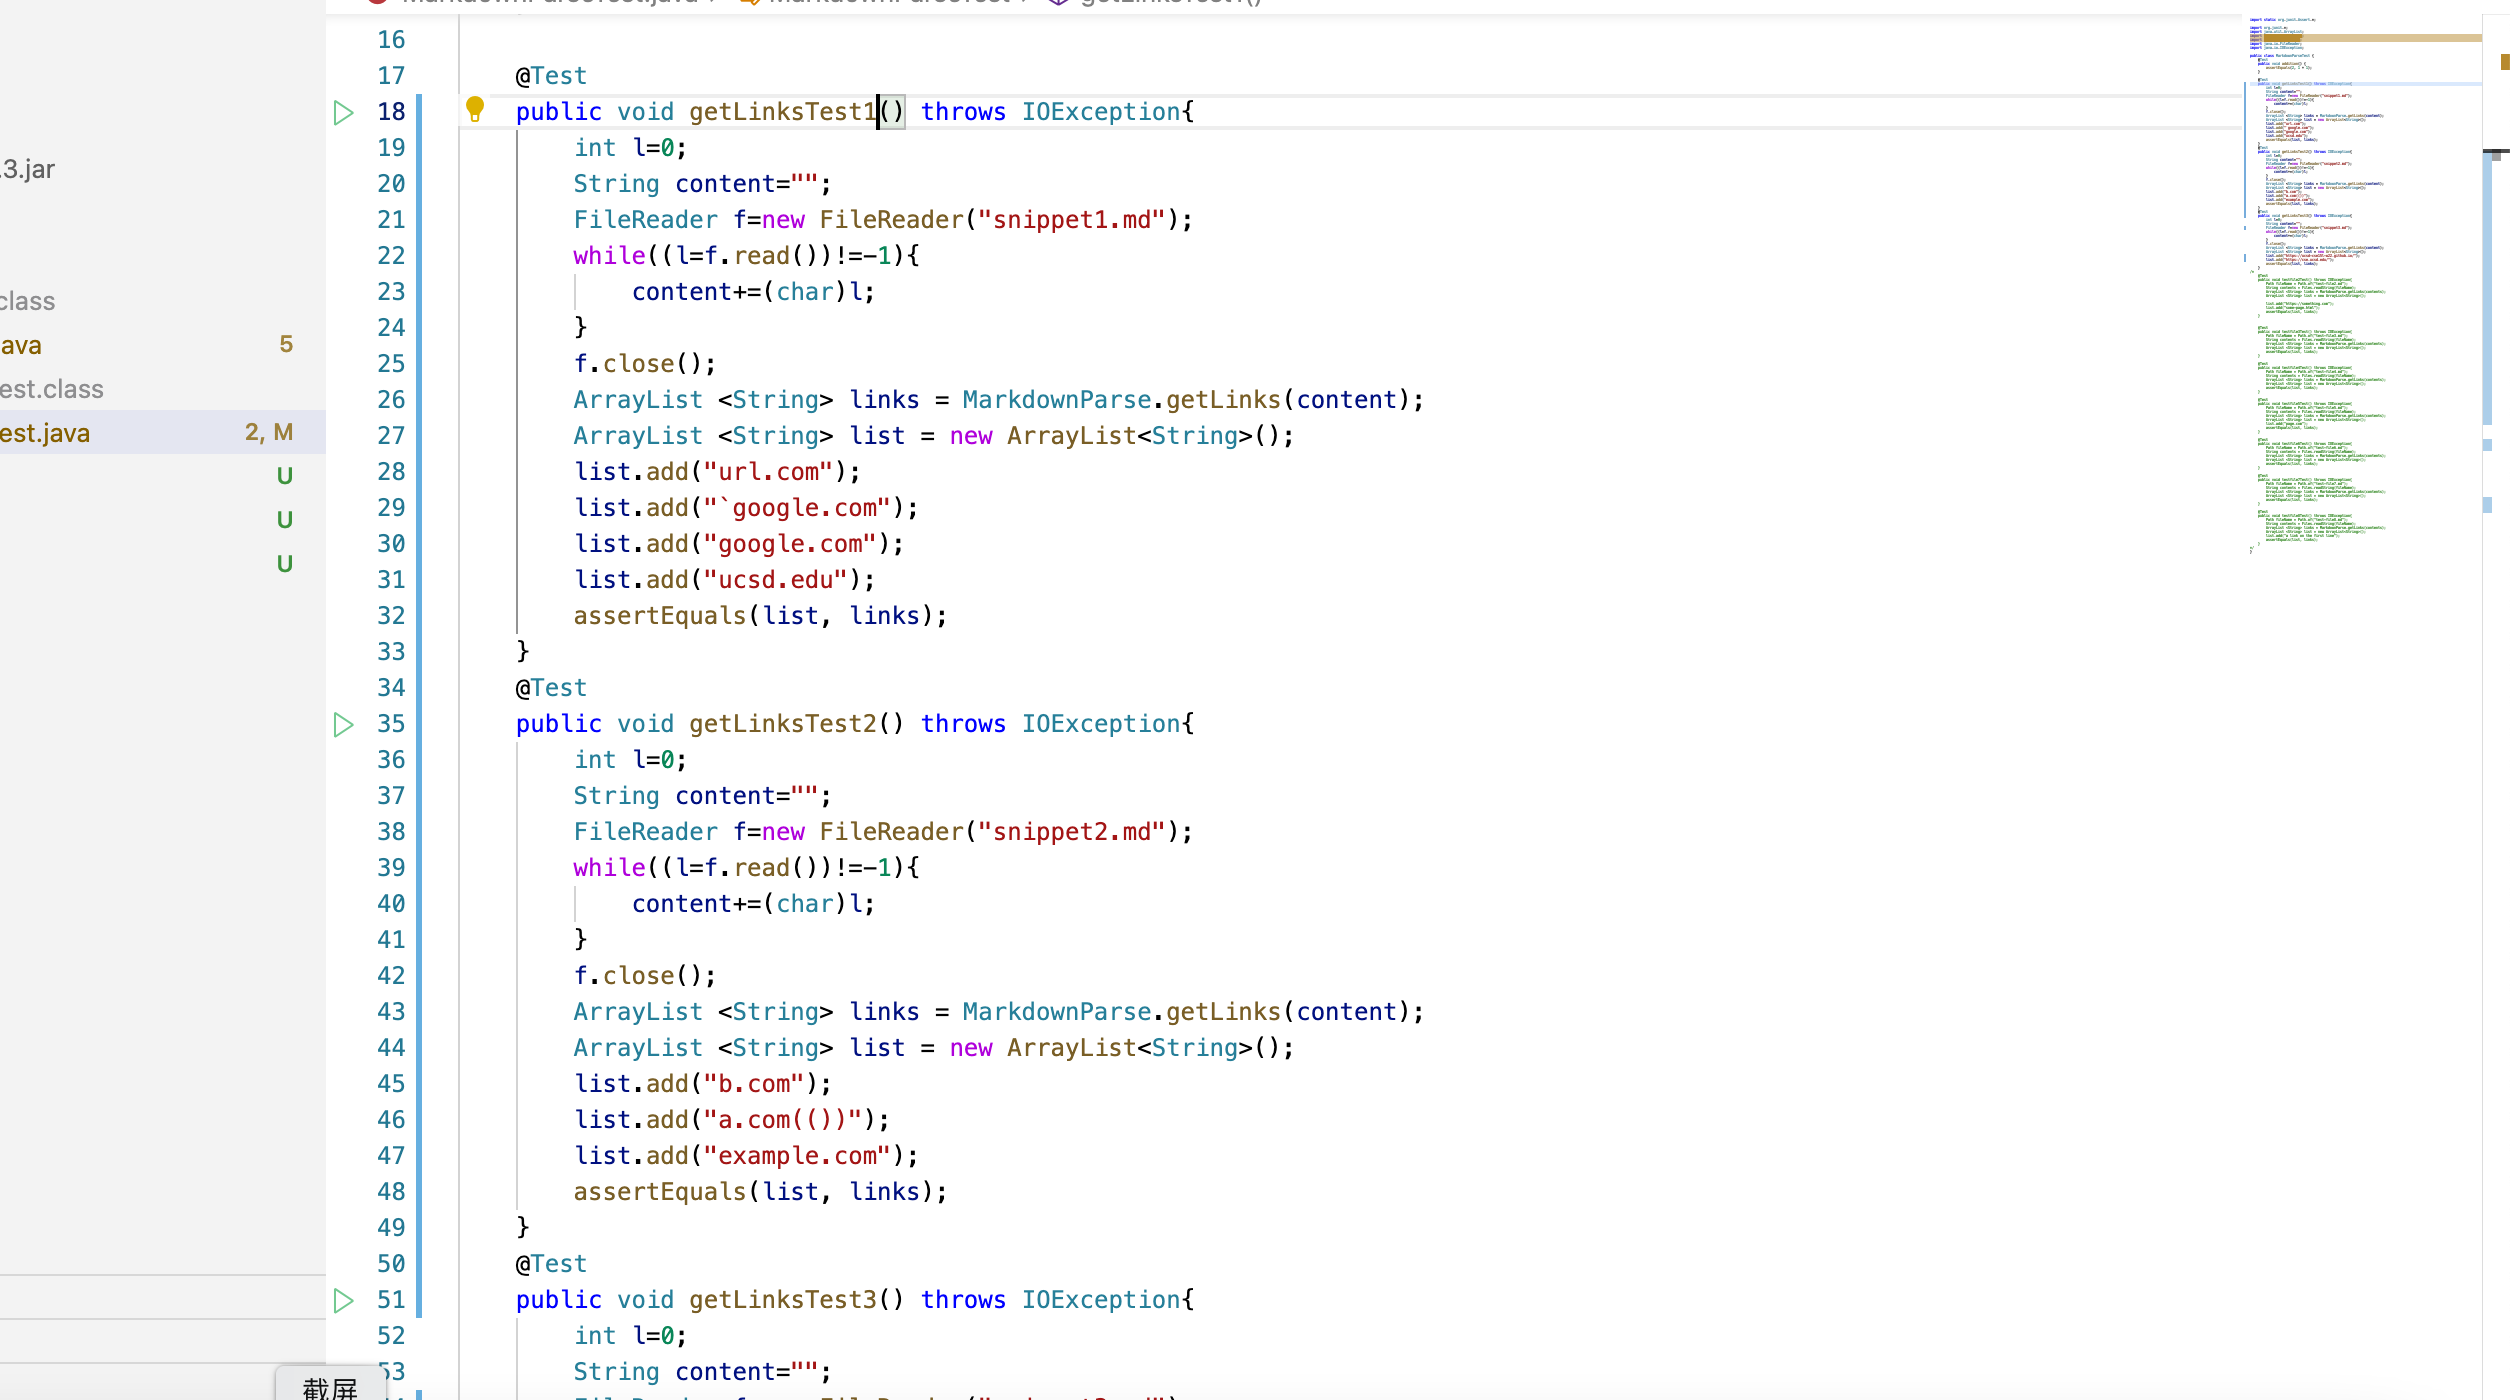 16
17 @Test
18 public void getLinksTest1() throws IOException{
19 int l=0;
.3.jar
20 String content="";
21 FileReader f=new FileReader("snippet1.md");
22 while((l=f.read())!=-1){
23 content+=(char)l;
class
24 }
ava 5
25 f.close();
est.class
26 ArrayList <String> links = MarkdownParse.getLinks(content);
est.java 2, M
27 ArrayList <String> list = new ArrayList<String>();
28 list.add("url.com");
U
29 list.add("`google.com");
U
30 list.add("google.com");
U
31 list.add("ucsd.edu");
32 assertEquals(list, links);
33 }
34 @Test
35 public void getLinksTest2() throws IOException{
36 int l=0;
37 String content="";
38 FileReader f=new FileReader("snippet2.md");
39 while((l=f.read())!=-1){
40 content+=(char)l;
41 }
42 f.close();
43 ArrayList <String> links = MarkdownParse.getLinks(content);
44 ArrayList <String> list = new ArrayList<String>();
45 list.add("b.com");
46 list.add("a.com(())");
47 list.add("example.com");
48 assertEquals(list, links);
49 }
50 @Test
51 public void getLinksTest3() throws IOException{
52 int l=0;
53 String content="";
截屏